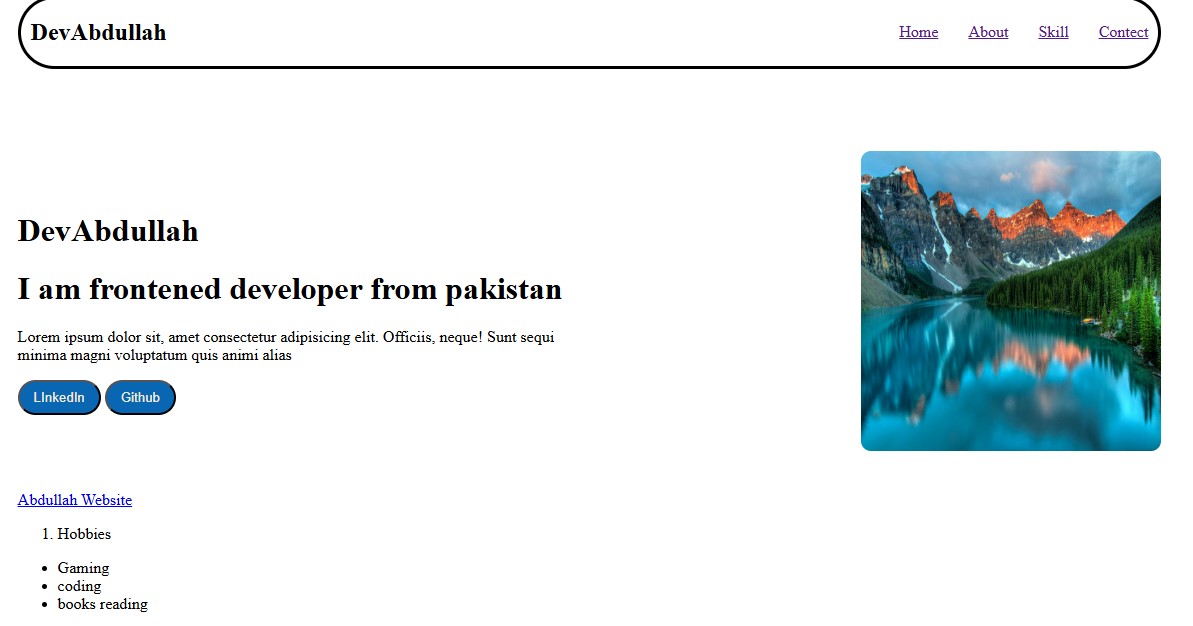 DevAbdullah
Home About Skill Contect
DevAbdullah
I am frontened developer from pakistan
Lorem ipsum dolor sit, amet consectetur adipisicing elit. Officiis, neque! Sunt sequi
minima magni voluptatum quis animi alias
LInkedIn Github
Abdullah Website
1. Hobbies
• Gaming
• coding
• books reading